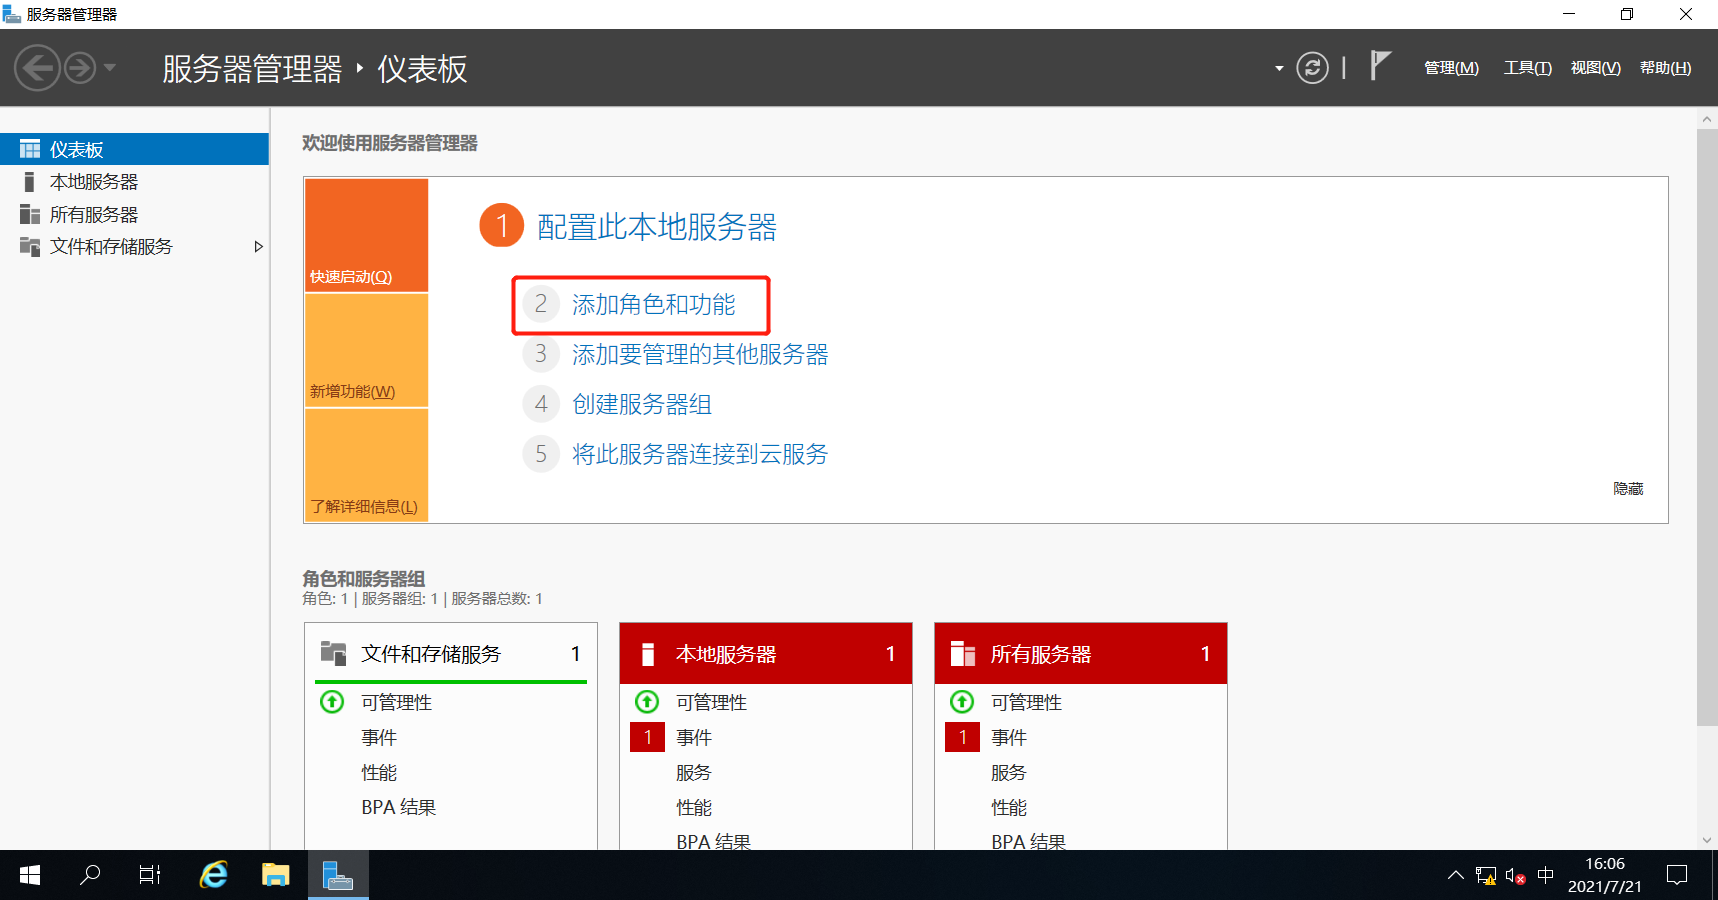 服务器管理器
服务器管理器 ‣ 仪表板
管理(M) 工具(T) 视图(V) 帮助(H)
仪表板
本地服务器
所有服务器
文件和存储服务
欢迎使用服务器管理器
快速启动(Q)
新增功能(W)
了解详细信息(L)
1 配置此本地服务器
2 添加角色和功能
3 添加要管理的其他服务器
4 创建服务器组
5 将此服务器连接到云服务
隐藏
角色和服务器组
角色: 1 | 服务器组: 1 | 服务器总数: 1
文件和存储服务 1
可管理性
事件
性能
BPA 结果
本地服务器 1
可管理性
1 事件
服务
性能
BPA 结果
所有服务器 1
可管理性
1 事件
服务
性能
BPA 结果
中
16:06
2021/7/21